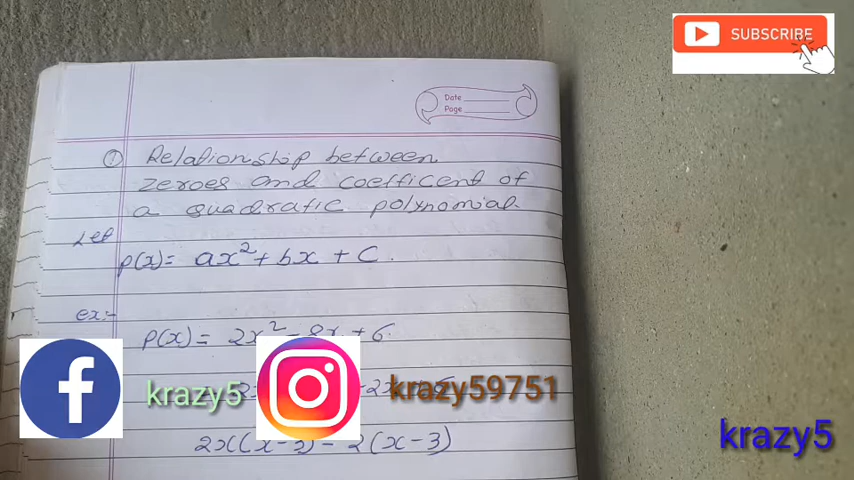 SUBSCRIBE
Date
Page
① Relationship between
zeroes and coefficent of
a quadratic polynomial.
Let
p(x) = ax² + bx + c.
ex:-
p(x) = 2x² - 8x + 6.
krazy5
krazy59751
2x(x-3) - 2(x-3)
krazy5